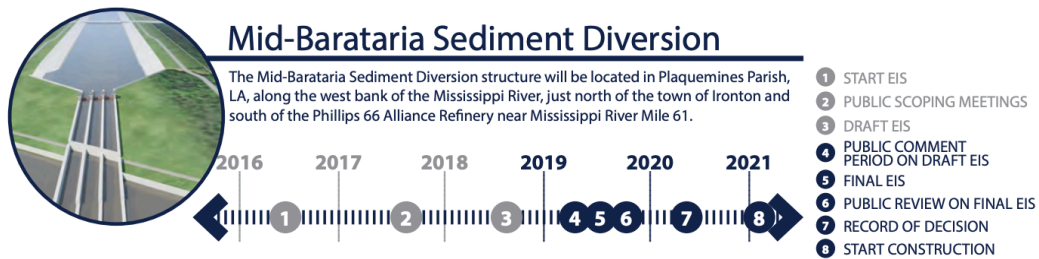 Mid-Barataria Sediment Diversion
The Mid-Barataria Sediment Diversion structure will be located in Plaquemines Parish,
LA, along the west bank of the Mississippi River, just north of the town of Ironton and
south of the Phillips 66 Alliance Refinery near Mississippi River Mile 61.
2016 2017 2018 2019 2020 2021
1 2 3 4 5 6 7 8
1 START EIS
2 PUBLIC SCOPING MEETINGS
3 DRAFT EIS
4 PUBLIC COMMENT
PERIOD ON DRAFT EIS
5 FINAL EIS
6 PUBLIC REVIEW ON FINAL EIS
7 RECORD OF DECISION
8 START CONSTRUCTION